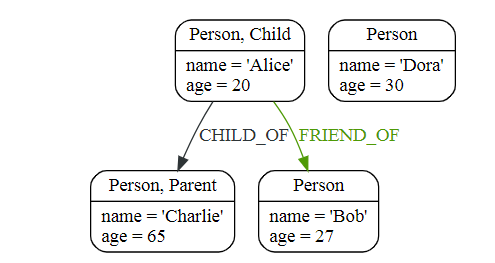 Person, Child
name = 'Alice'
age = 20
Person
name = 'Dora'
age = 30
CHILD_OF
FRIEND_OF
Person, Parent
name = 'Charlie'
age = 65
Person
name = 'Bob'
age = 27